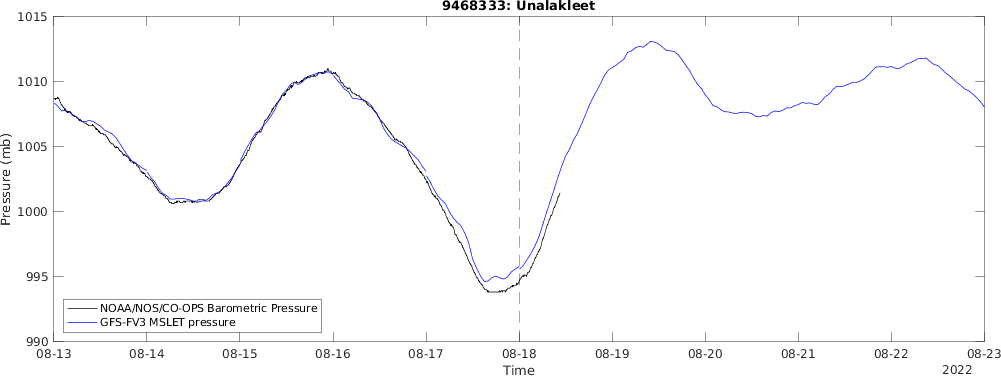 9468333: Unalakleet
1015
1010
1005
1000
995
990
Pressure (mb)
NOAA/NOS/CO-OPS Barometric Pressure
GFS-FV3 MSLET pressure
08-13 08-14 08-15 08-16 08-17 08-18 08-19 08-20 08-21 08-22 08-23
Time
2022